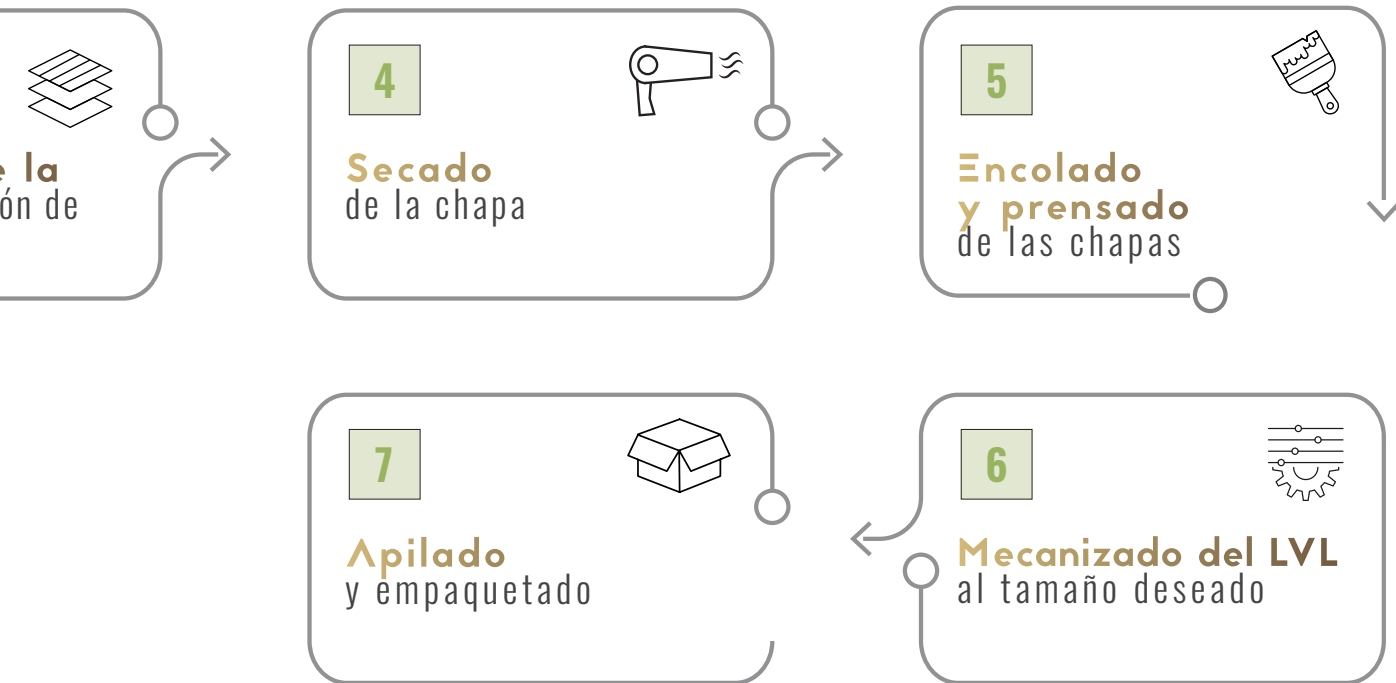 e la
ón de
4
Secado
de la chapa
5
Encolado
y prensado
de las chapas
6
Mecanizado del LVL
al tamaño deseado
7
Apilado
y empaquetado